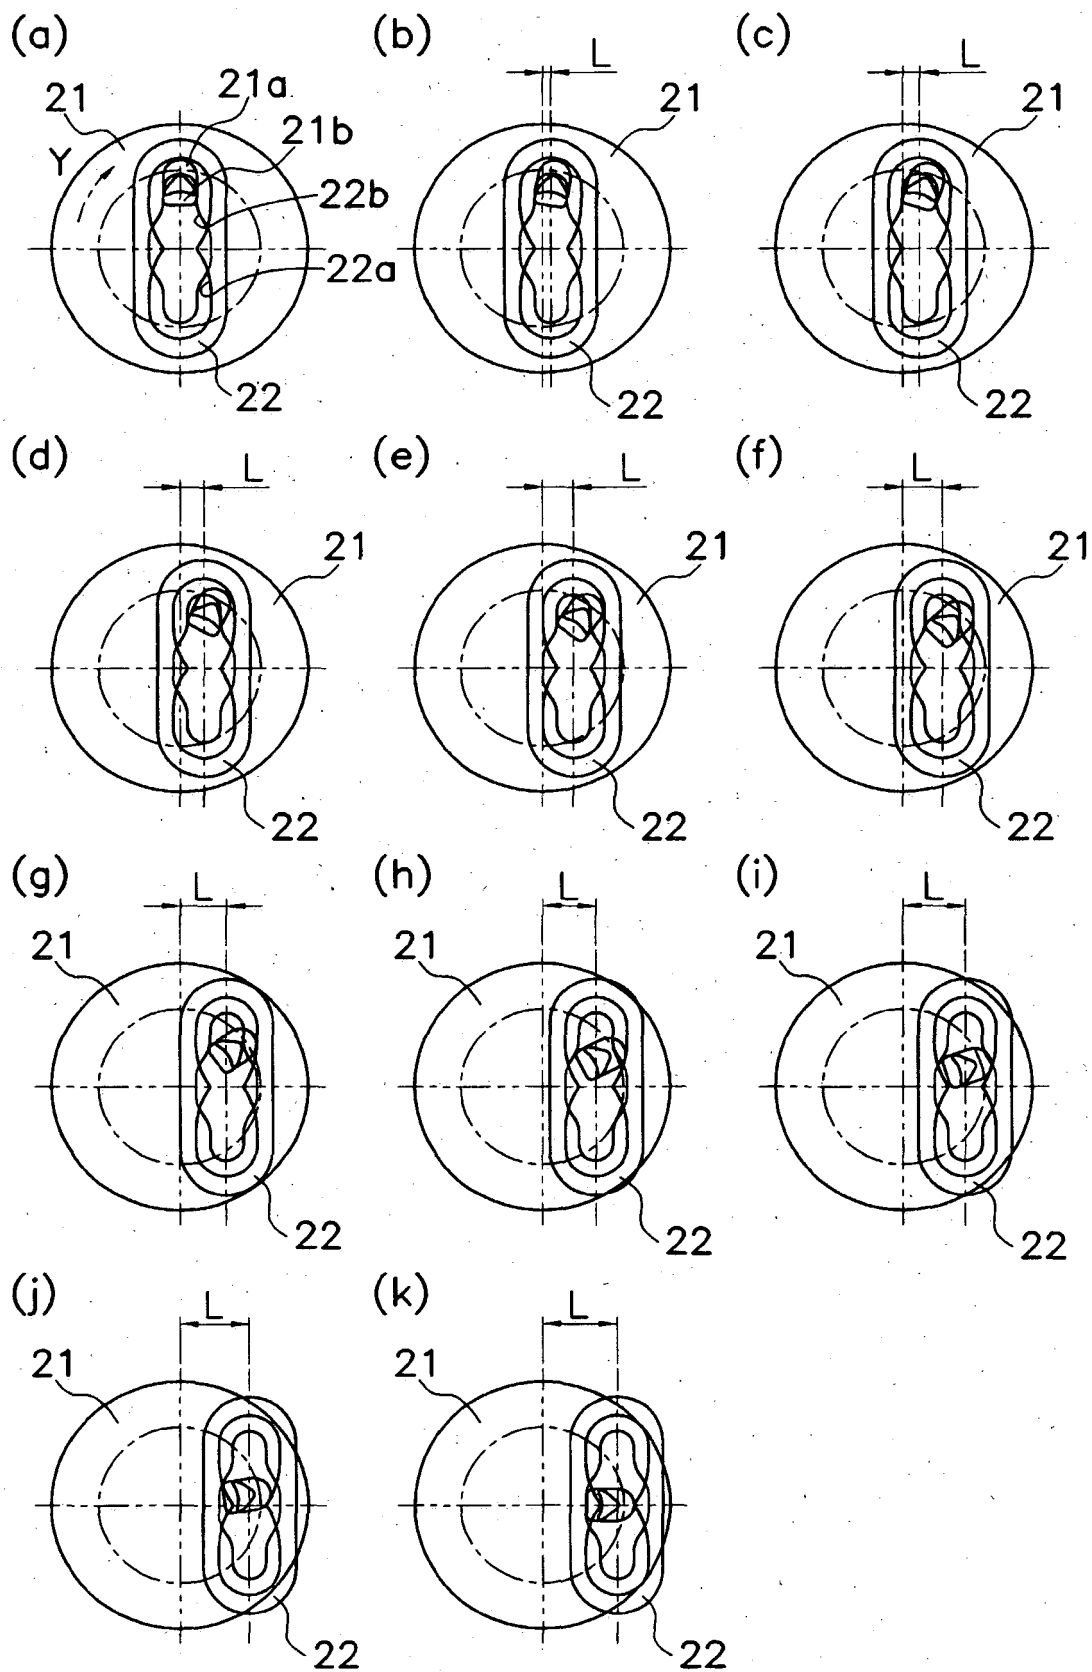 (a) (b) (c)
L L
21 21a 21 21
21b
Y
22b
22a
22 22 22
(d) (e) (f)
L L L
21 21 21
22 22 22
(g) (h) (i)
L L L
21 21 21
22 22 22
(j) (k)
L L
21 21
22 22